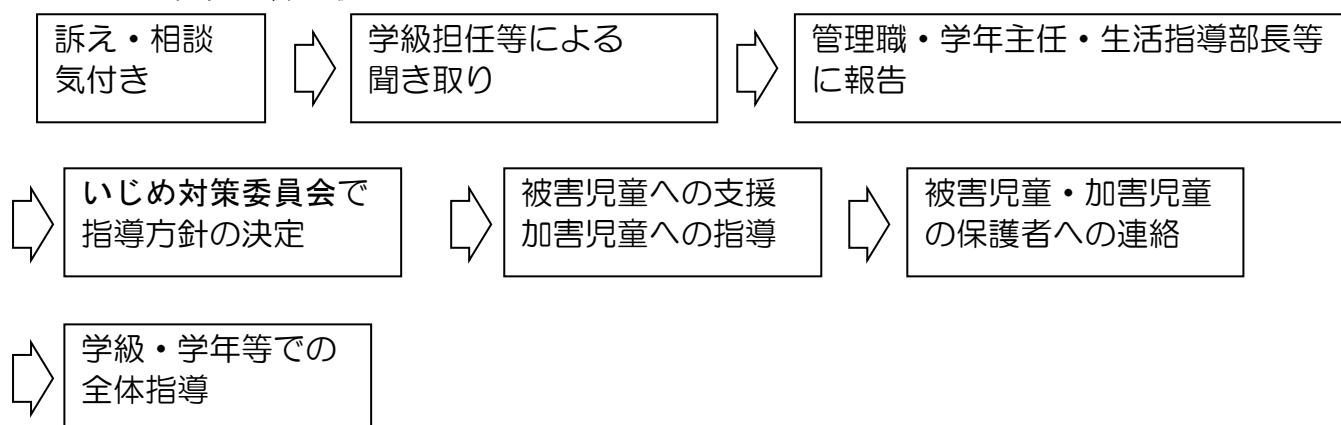 訴え・相談
気付き
学級担任等による
聞き取り
管理職・学年主任・生活指導部長等
に報告
いじめ対策委員会で
指導方針の決定
被害児童への支援
加害児童への指導
被害児童・加害児童
の保護者への連絡
学級・学年等での
全体指導